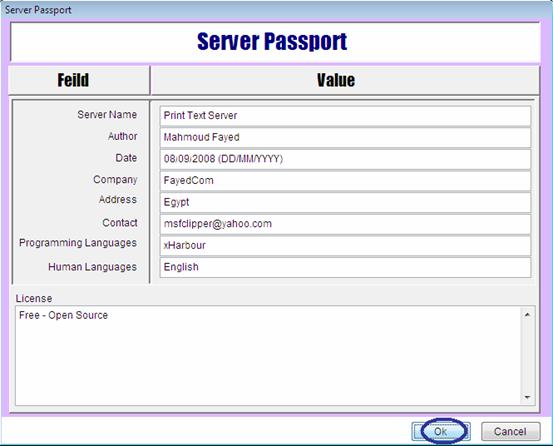 Server Passport
Server Passport
Feild Value
Server Name Print Text Server
Author Mahmoud Fayed
Date 08/09/2008 (DD/MM/YYYY)
Company FayedCom
Address Egypt
Contact msfclipper@yahoo.com
Programming Languages xHarbour
Human Languages English
License
Free - Open Source
Ok Cancel